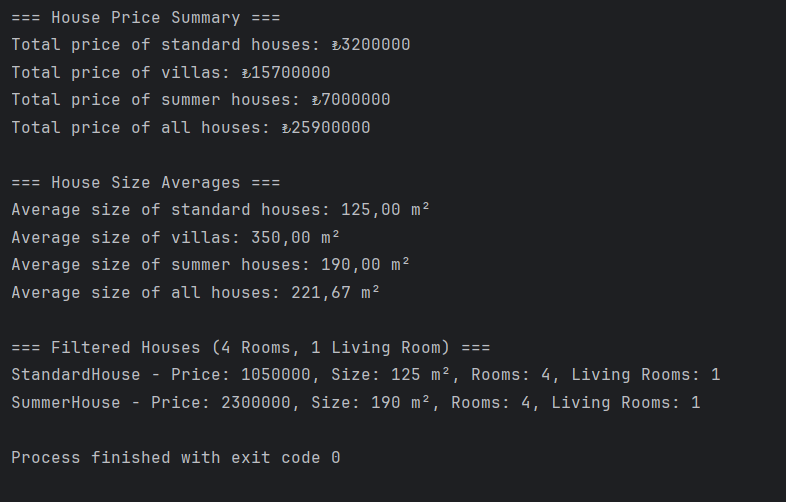 === House Price Summary ===
Total price of standard houses: ₺3200000
Total price of villas: ₺15700000
Total price of summer houses: ₺7000000
Total price of all houses: ₺25900000

=== House Size Averages ===
Average size of standard houses: 125,00 m²
Average size of villas: 350,00 m²
Average size of summer houses: 190,00 m²
Average size of all houses: 221,67 m²

=== Filtered Houses (4 Rooms, 1 Living Room) ===
StandardHouse - Price: 1050000, Size: 125 m², Rooms: 4, Living Rooms: 1
SummerHouse - Price: 2300000, Size: 190 m², Rooms: 4, Living Rooms: 1

Process finished with exit code 0